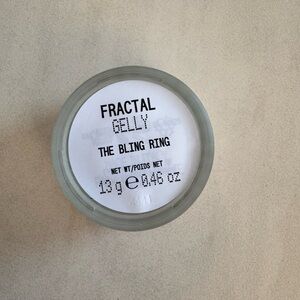 FRACTAL
GELLY
THE BLING RING
NET WT/POIDS NET
13 g ℮ 0.46 oz